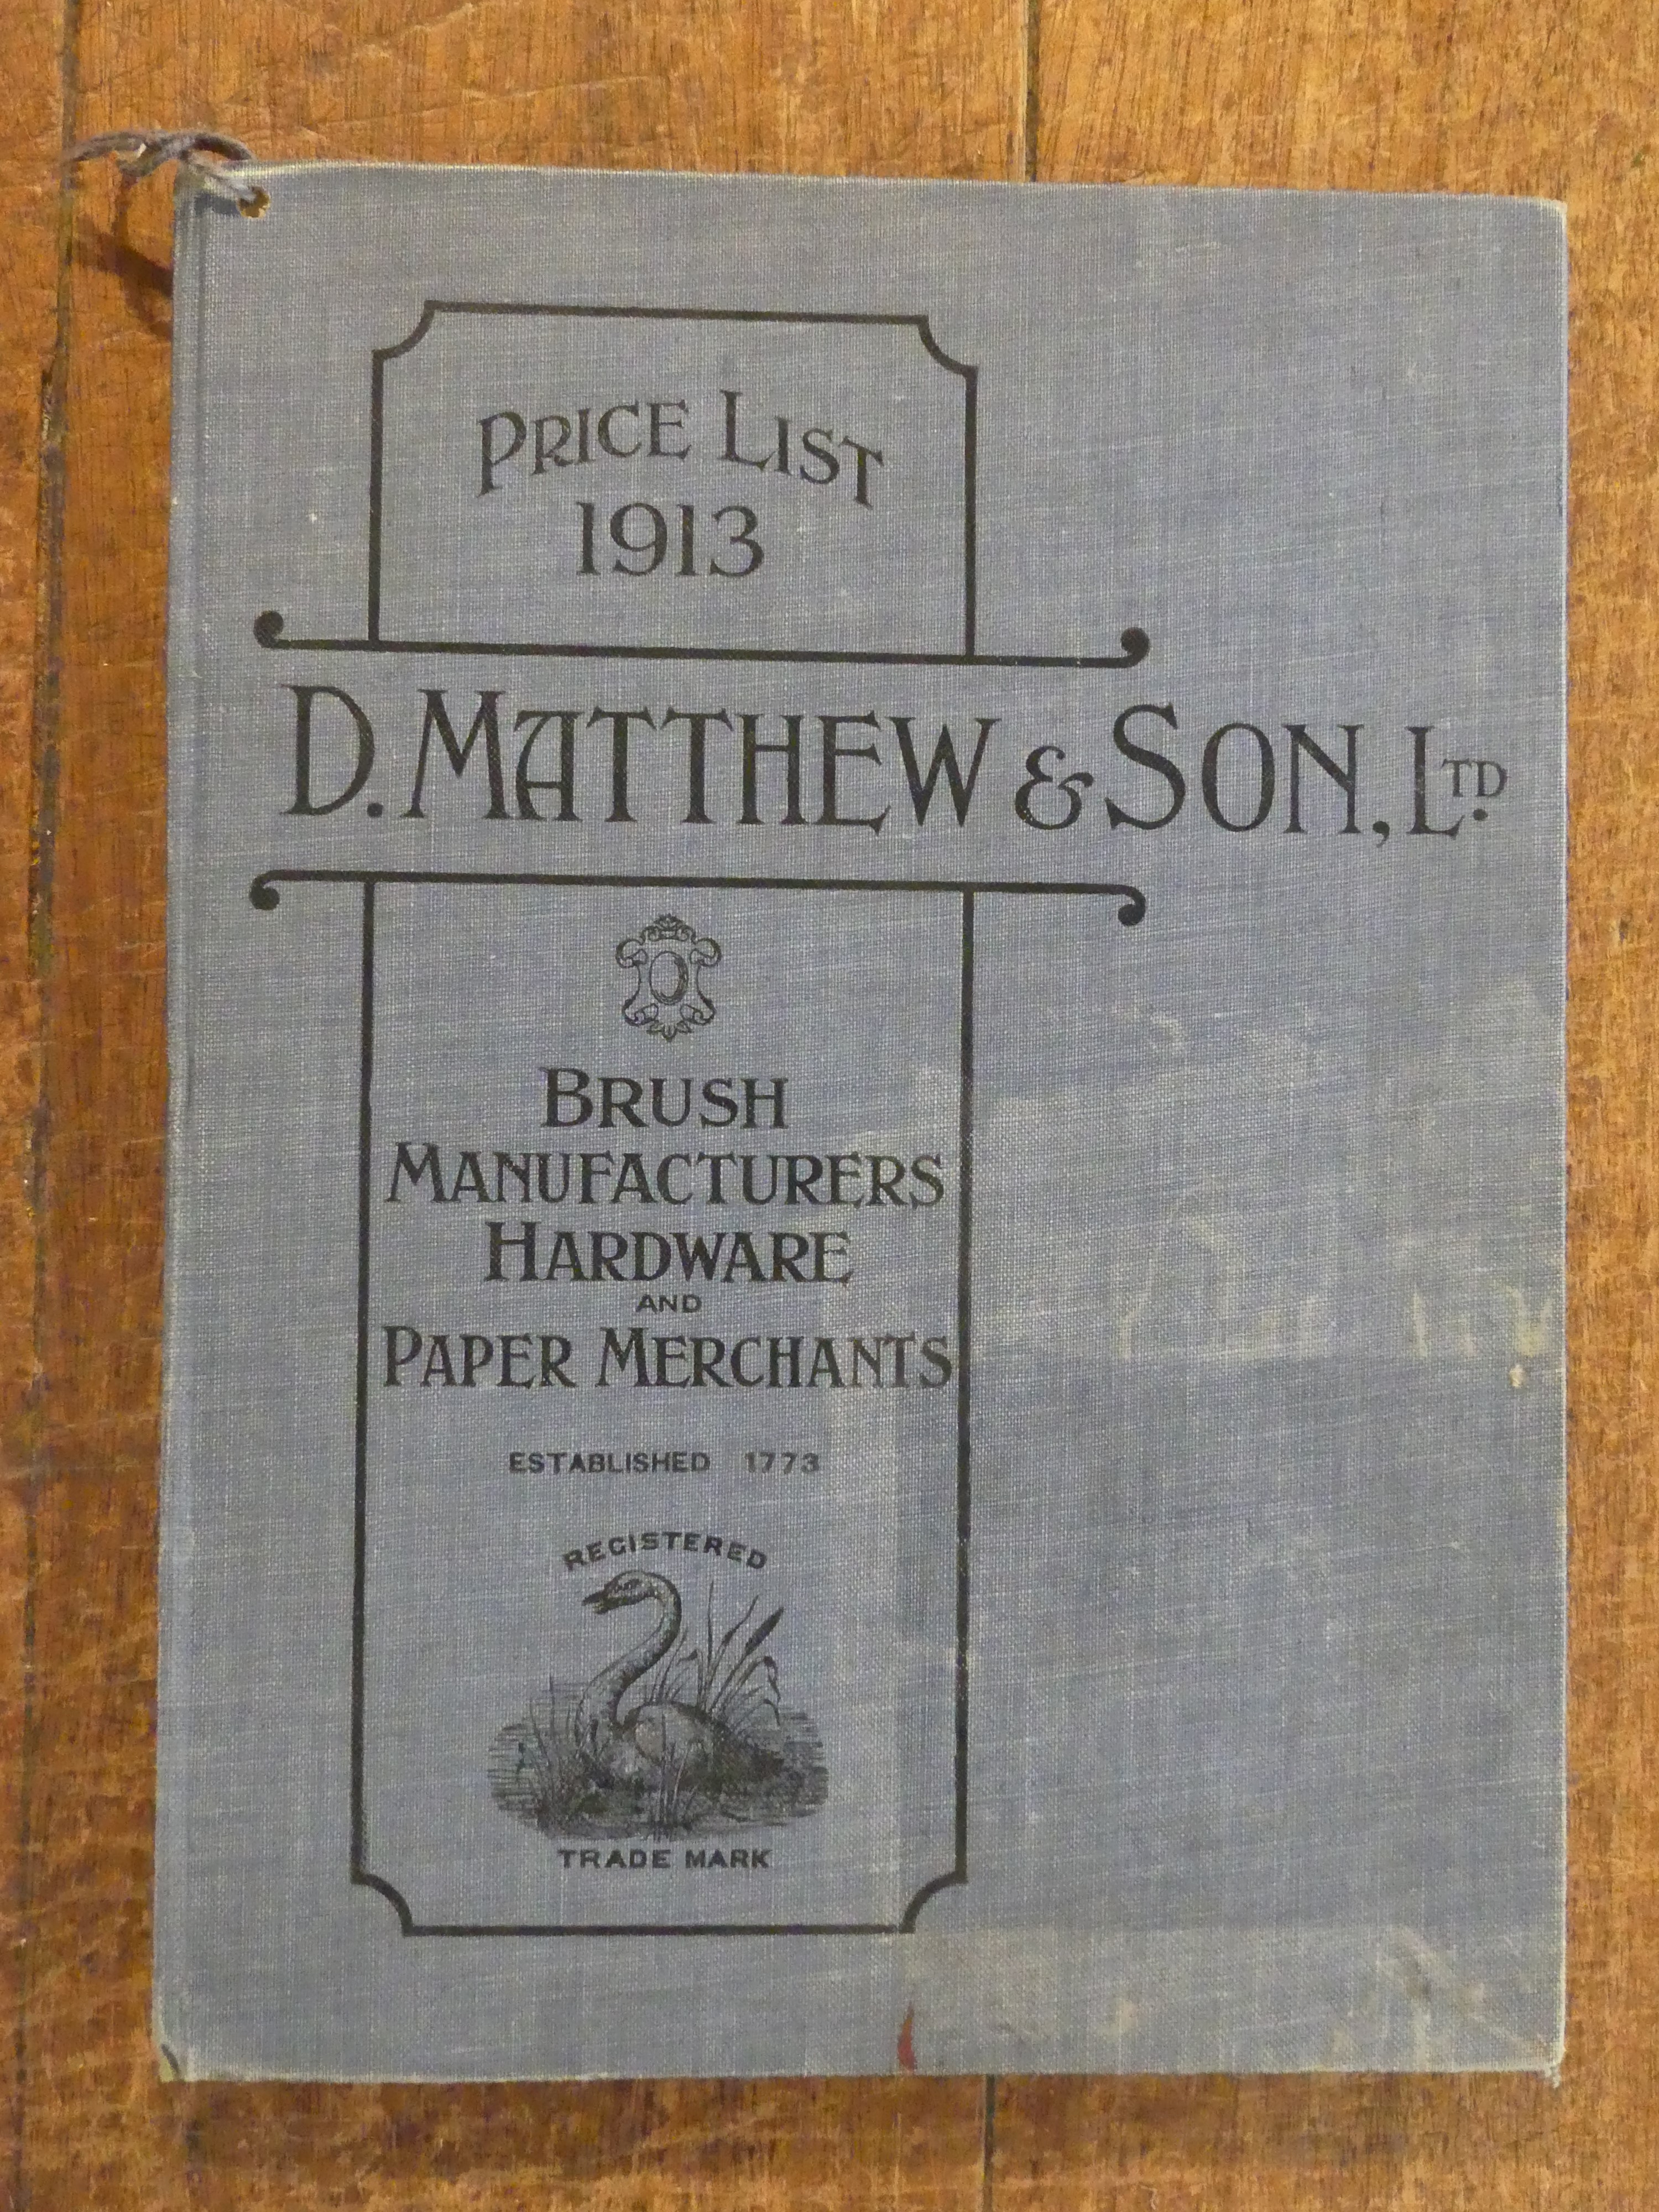 PRICE LIST
1913
D. MATTHEW & SON, LTD.
BRUSH
MANUFACTURERS
HARDWARE
AND
PAPER MERCHANTS
ESTABLISHED 1773
REGISTERED
TRADE MARK